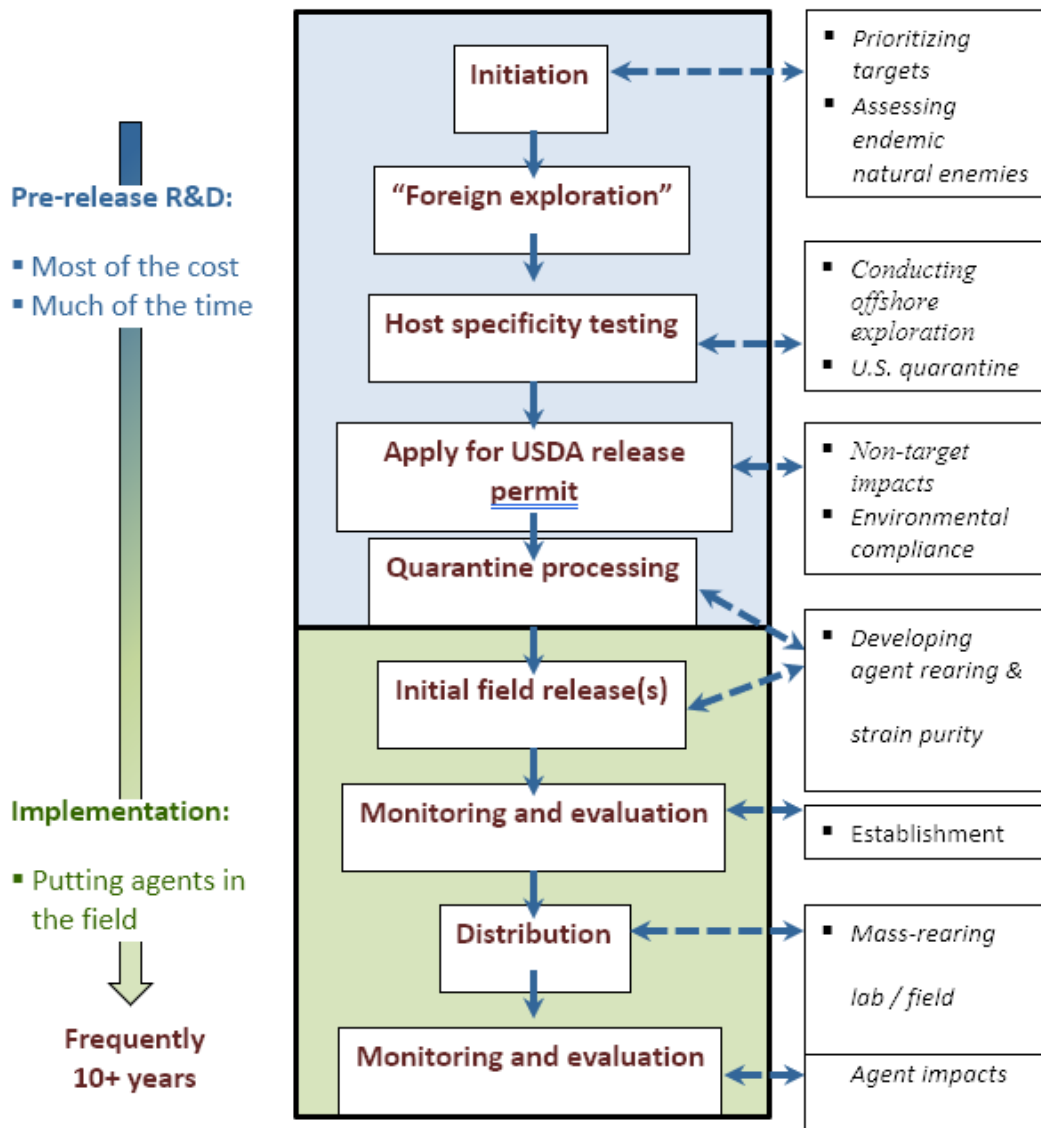 Initiation
▪ Prioritizing
targets
▪ Assessing
endemic
natural enemies
Pre-release R&D:
▪ Most of the cost
▪ Much of the time
"Foreign exploration"
Host specificity testing
▪ Conducting
offshore
exploration
▪ U.S. quarantine
Apply for USDA release
permit
▪ Non-target
impacts
▪ Environmental
compliance
Quarantine processing
▪ Developing
agent rearing &
strain purity
Initial field release(s)
Implementation:
▪ Putting agents in
the field
Monitoring and evaluation
▪ Establishment
Distribution
▪ Mass-rearing
lab / field
Frequently
10+ years
Monitoring and evaluation
Agent impacts